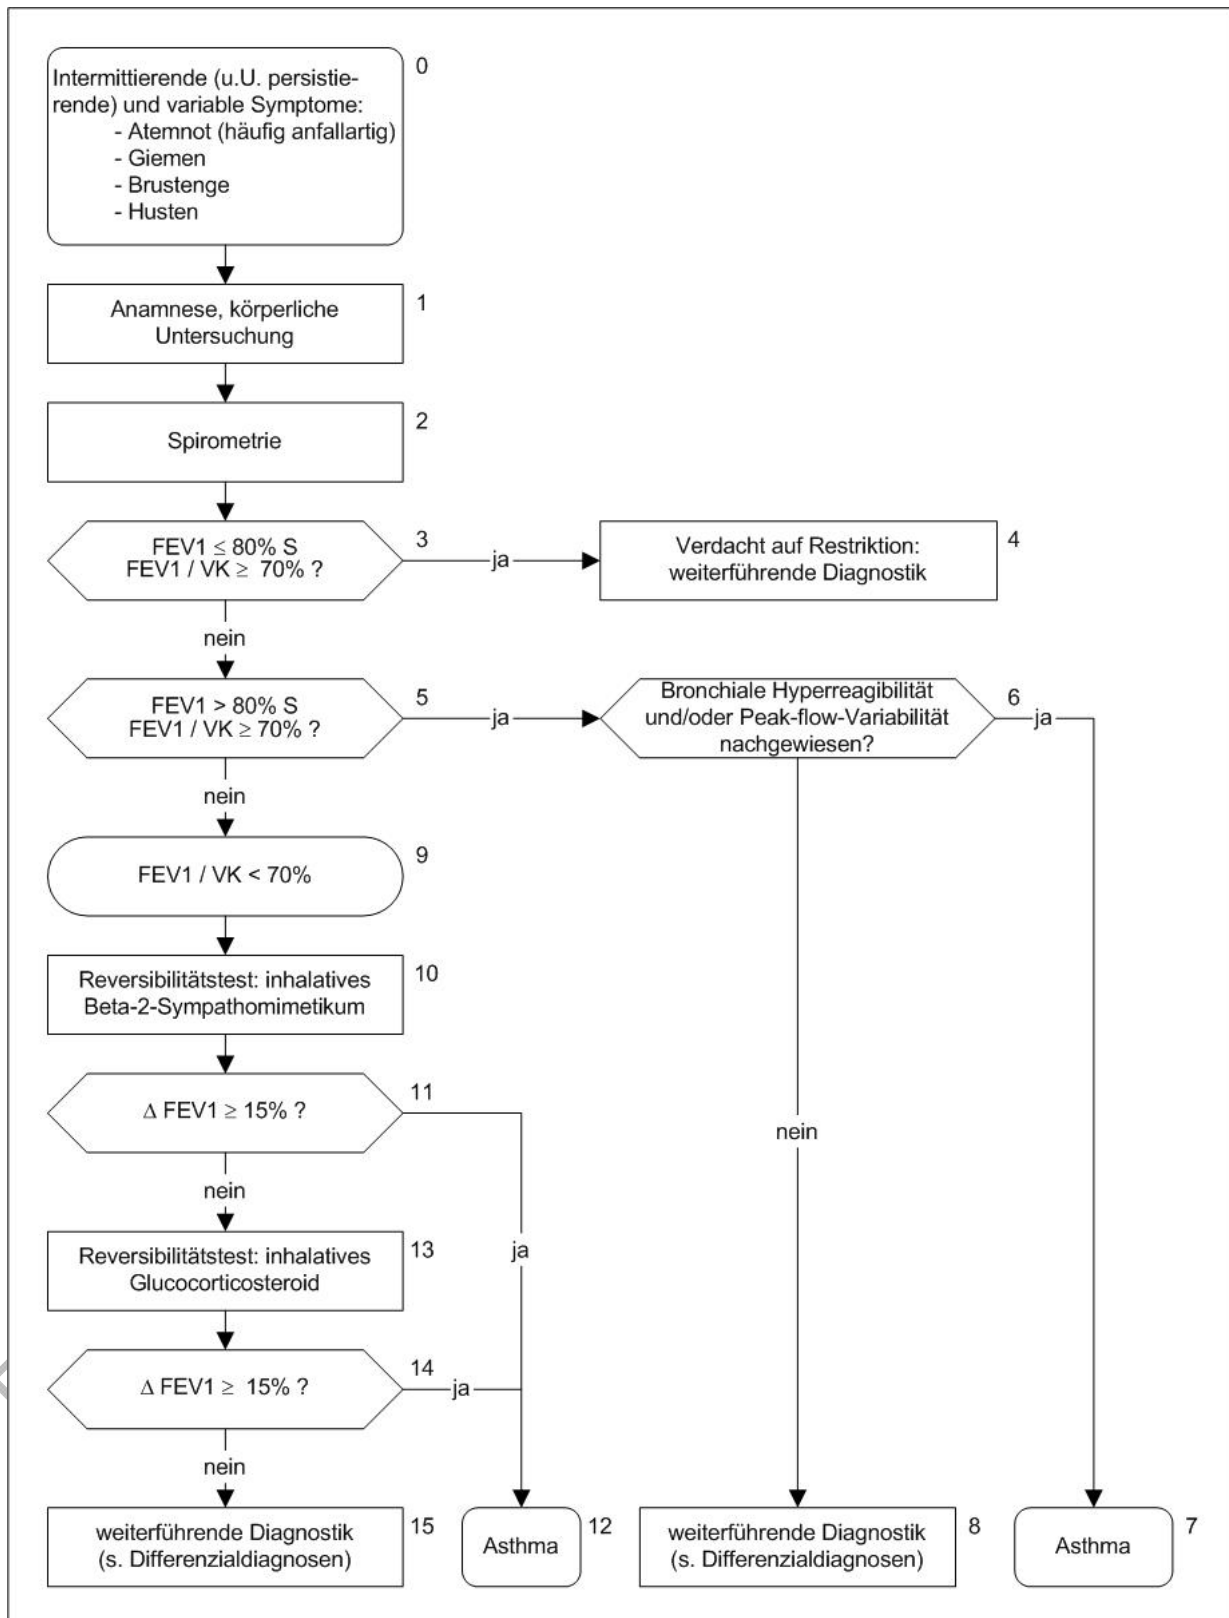 0
Intermittierende (u.U. persistie-
rende) und variable Symptome:
- Atemnot (häufig anfallartig)
- Giemen
- Brustenge
- Husten
1
Anamnese, körperliche
Untersuchung
2
Spirometrie
3
FEV1 ≤ 80% S
FEV1 / VK ≥ 70% ?
ja
4
Verdacht auf Restriktion:
weiterführende Diagnostik
nein
5
FEV1 > 80% S
FEV1 / VK ≥ 70% ?
ja
6
Bronchiale Hyperreagibilität
und/oder Peak-flow-Variabilität
nachgewiesen?
ja
nein
9
FEV1 / VK < 70%
10
Reversibilitätstest: inhalatives
Beta-2-Sympathomimetikum
11
Δ FEV1 ≥ 15% ?
nein
nein
13
Reversibilitätstest: inhalatives
Glucocorticosteroid
ja
14
Δ FEV1 ≥ 15% ?
ja
nein
15
weiterführende Diagnostik
(s. Differenzialdiagnosen)
12
Asthma
8
weiterführende Diagnostik
(s. Differenzialdiagnosen)
7
Asthma